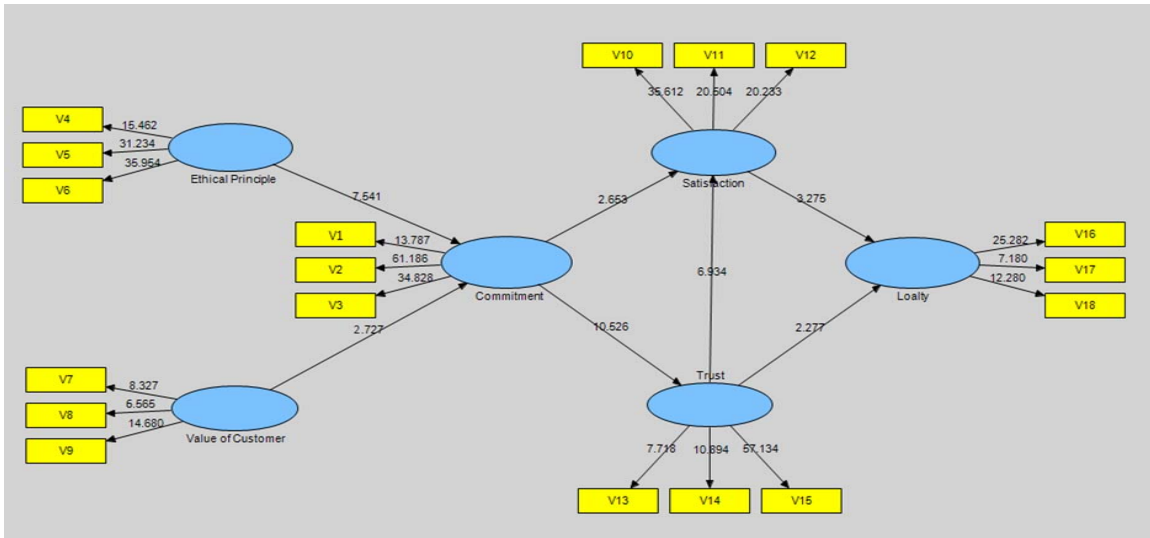 V10
V11
V12
35.612
20.504
20.233
Satisfaction
V4
V5
V6
15.462
31.234
35.954
Ethical Principle
7.541
2.653
3.275
V1
V2
V3
13.787
61.186
34.828
Commitment
6.934
V16
V17
V18
25.282
7.180
12.280
Loalty
2.727
10.526
2.277
V7
V8
V9
8.327
6.565
14.680
Value of Customer
Trust
7.718
10.894
57.134
V13
V14
V15